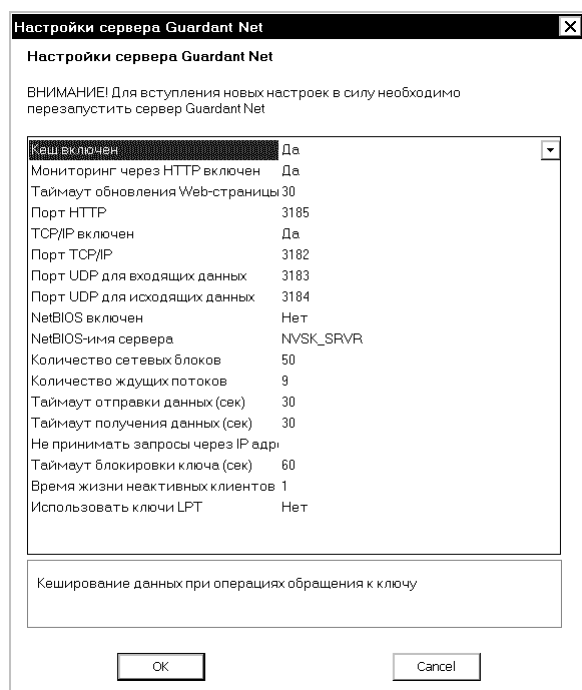 Настройки сервера Guardant Net
Настройки сервера Guardant Net
ВНИМАНИЕ! Для вступления новых настроек в силу необходимо
перезапустить сервер Guardant Net
Кеш включен Да
Мониторинг через HTTP включен Да
Таймаут обновления Web-страницы 30
Порт HTTP 3185
TCP/IP включен Да
Порт TCP/IP 3182
Порт UDP для входящих данных 3183
Порт UDP для исходящих данных 3184
NetBIOS включен Нет
NetBIOS-имя сервера NVSK_SRVR
Количество сетевых блоков 50
Количество ждущих потоков 9
Таймаут отправки данных (сек) 30
Таймаут получения данных (сек) 30
Не принимать запросы через IP адр
Таймаут блокировки ключа (сек) 60
Время жизни неактивных клиентов 1
Использовать ключи LPT Нет
Кеширование данных при операциях обращения к ключу
OK Cancel